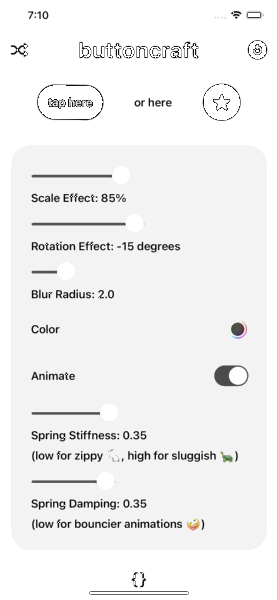 7:10
buttoncraft
tap here
or here
Scale Effect: 85%
Rotation Effect: -15 degrees
Blur Radius: 2.0
Color
Animate
Spring Stiffness: 0.35
(low for zippy 🐇, high for sluggish 🐢)
Spring Damping: 0.35
(low for bouncier animations 🤪)
{}